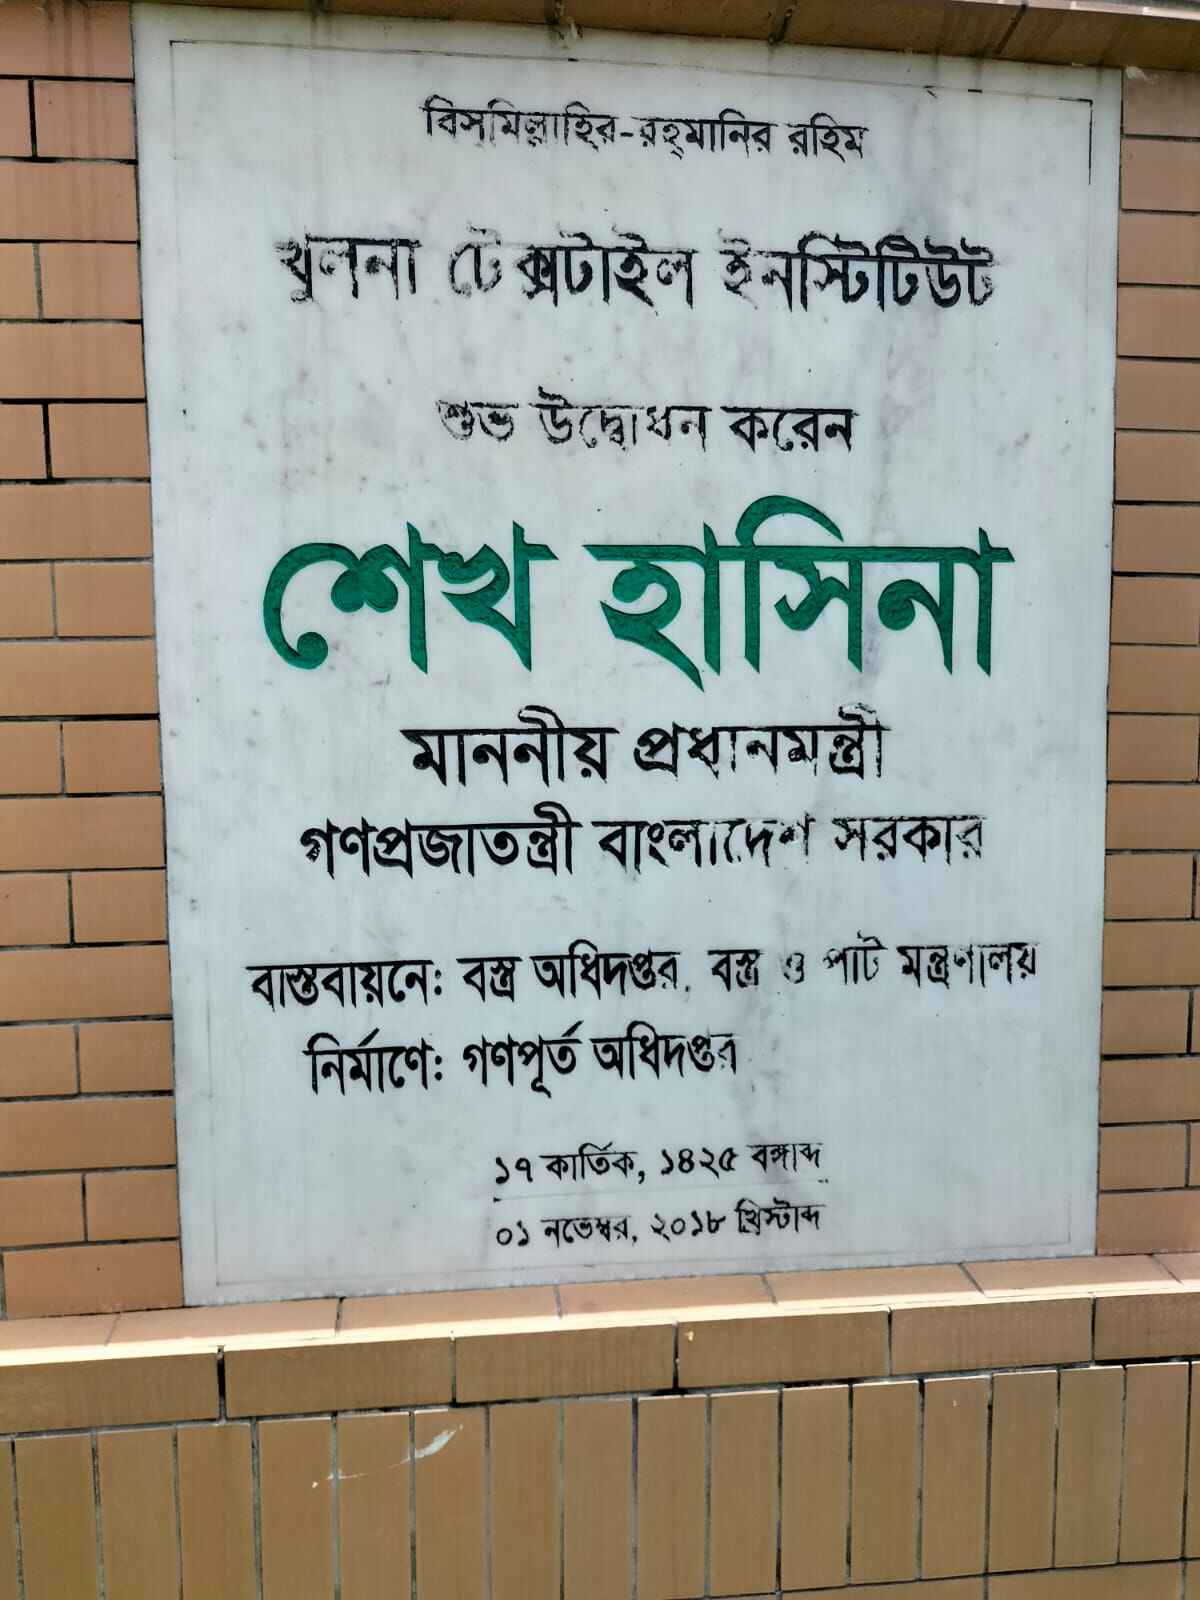 বিস্‌মিল্লাহির-রহ্‌মানির রহিম
খুলনা টেক্সটাইল ইনস্টিটিউট
শুভ উদ্বোধন করেন
শেখ হাসিনা
মাননীয় প্রধানমন্ত্রী
গণপ্রজাতন্ত্রী বাংলাদেশ সরকার
বাস্তবায়নে: বস্ত্র অধিদপ্তর, বস্ত্র ও পাট মন্ত্রণালয়
নির্মাণে: গণপূর্ত অধিদপ্তর
১৭ কার্তিক, ১৪২৫ বঙ্গাব্দ
০১ নভেম্বর, ২০১৮ খ্রিস্টাব্দ